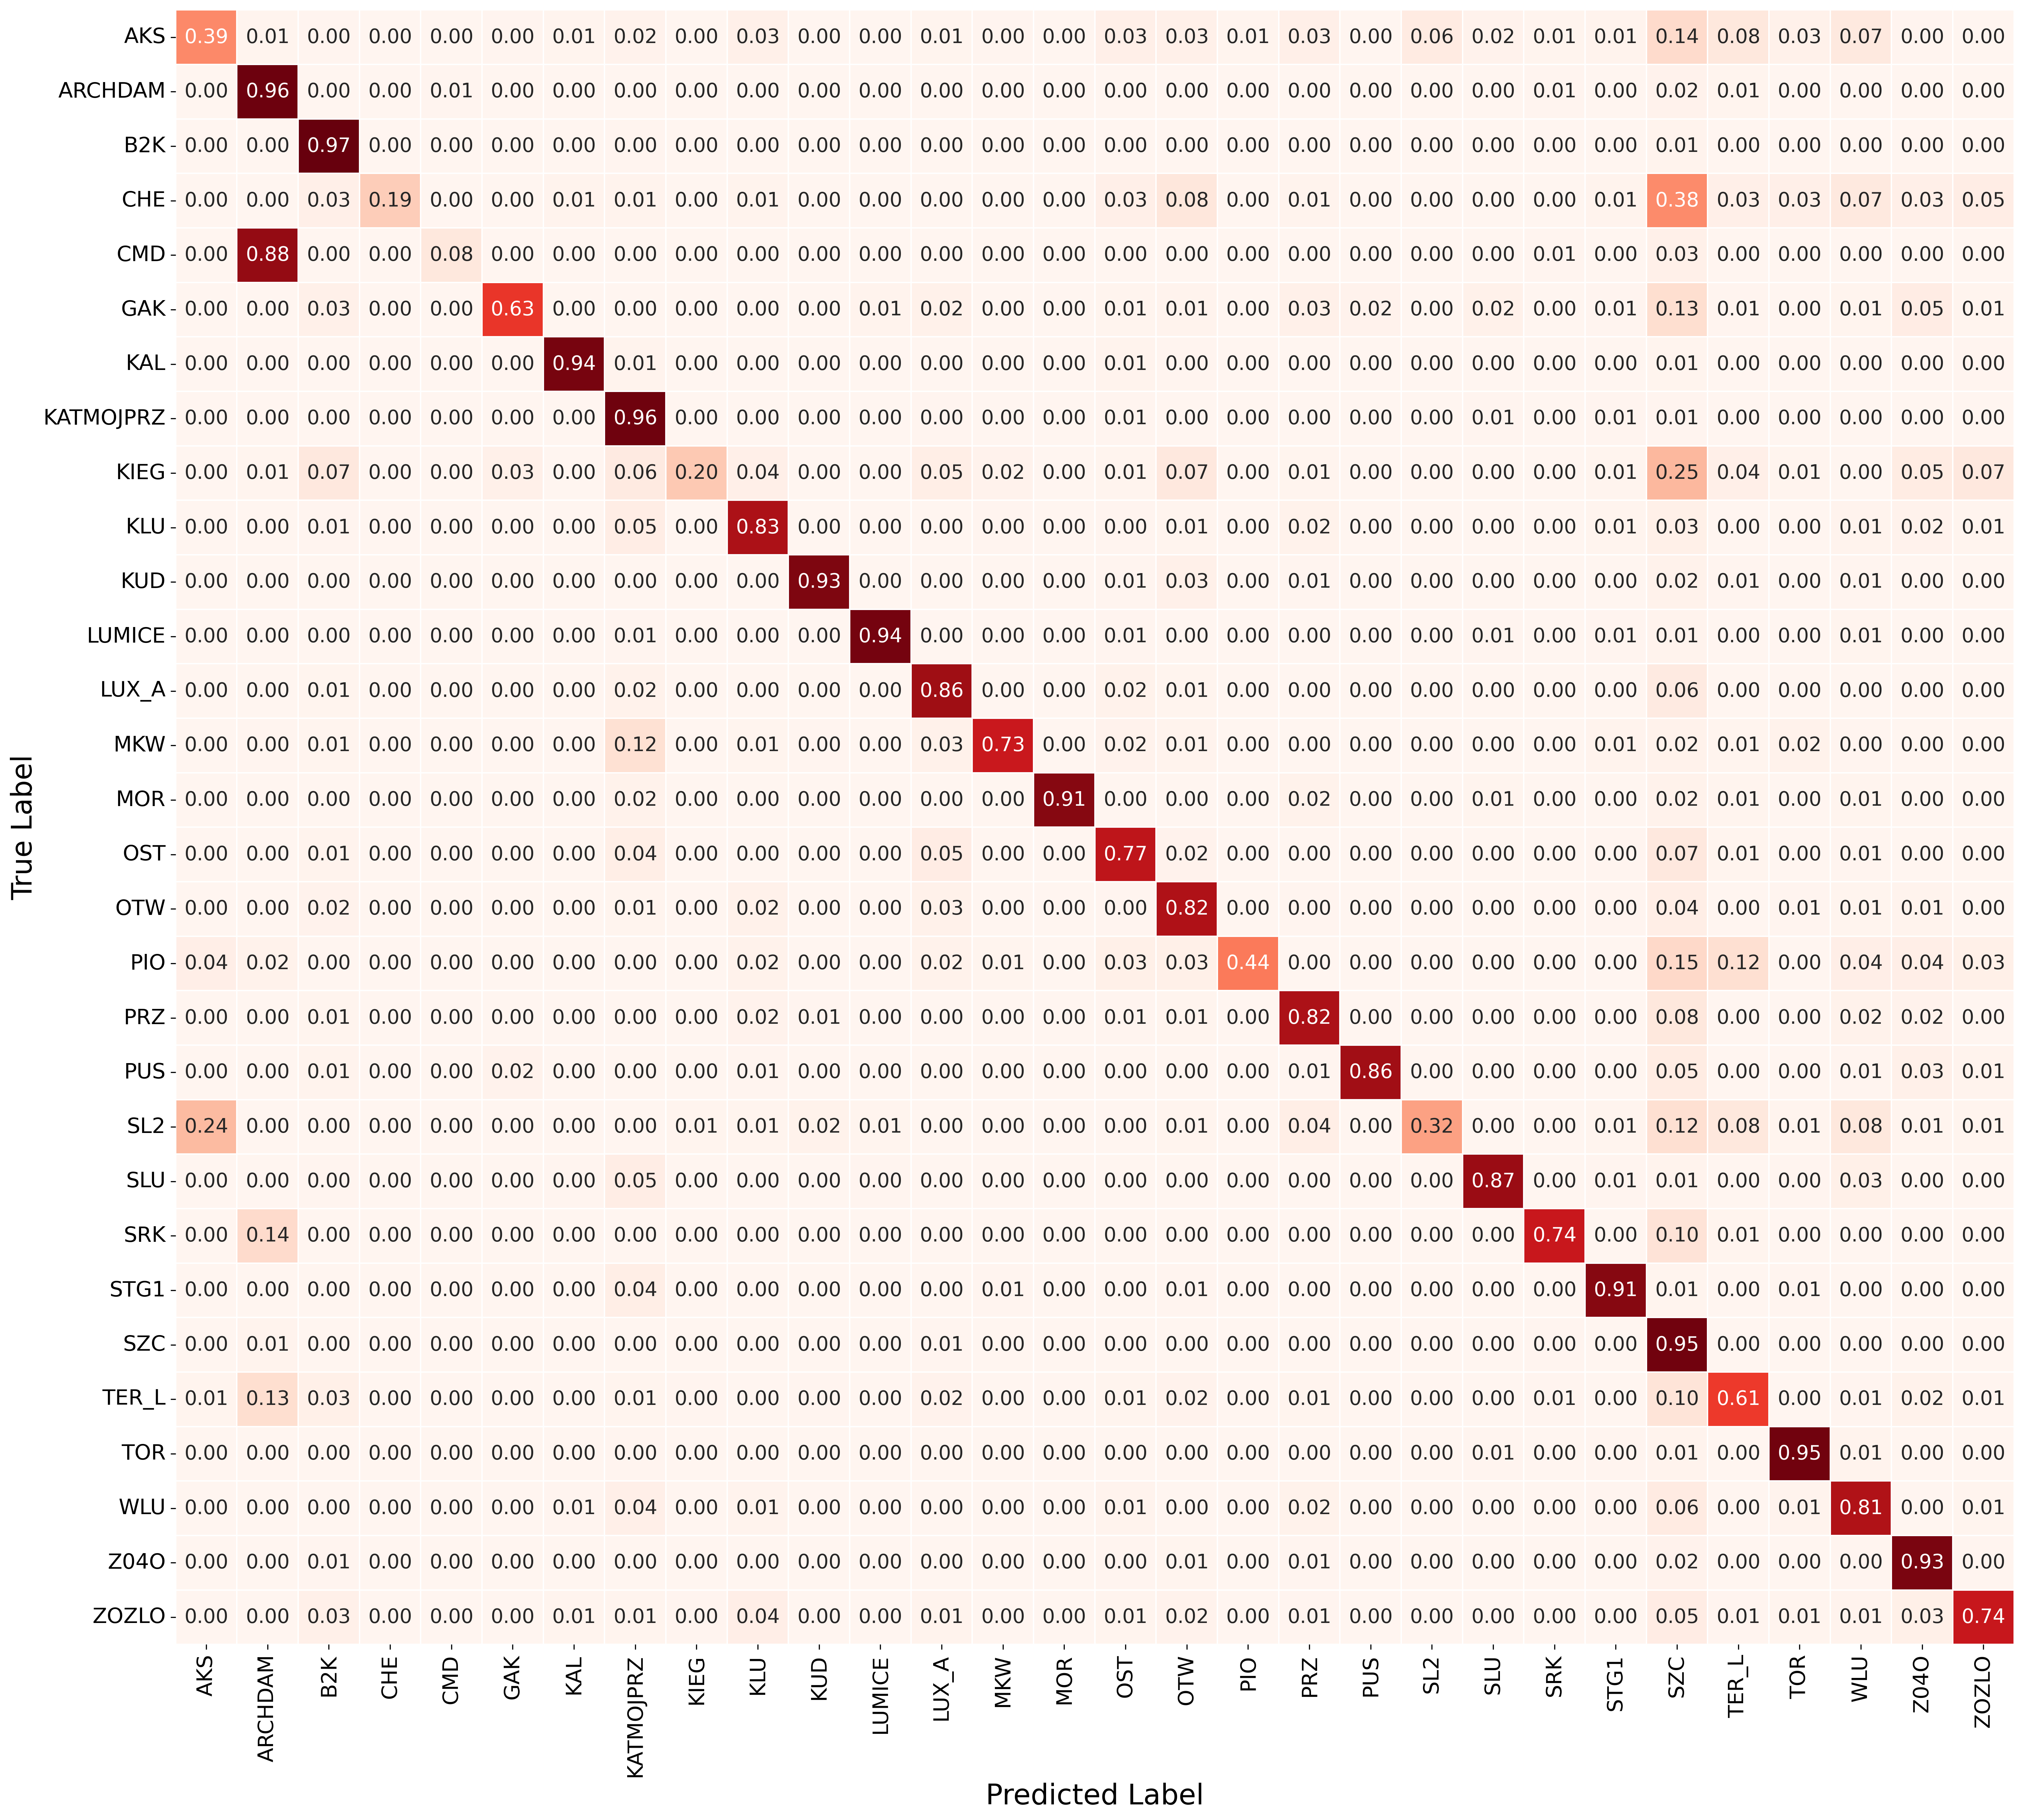 AKS 0.39 0.01 0.00 0.00 0.00 0.00 0.01 0.02 0.00 0.03 0.00 0.00 0.01 0.00 0.00 0.03 0.03 0.01 0.03 0.00 0.06 0.02 0.01 0.01 0.14 0.08 0.03 0.07 0.00 0.00
ARCHDAM 0.00 0.96 0.00 0.00 0.01 0.00 0.00 0.00 0.00 0.00 0.00 0.00 0.00 0.00 0.00 0.00 0.00 0.00 0.00 0.00 0.00 0.00 0.01 0.00 0.02 0.01 0.00 0.00 0.00 0.00
B2K 0.00 0.00 0.97 0.00 0.00 0.00 0.00 0.00 0.00 0.00 0.00 0.00 0.00 0.00 0.00 0.00 0.00 0.00 0.00 0.00 0.00 0.00 0.00 0.00 0.01 0.00 0.00 0.00 0.00 0.00
CHE 0.00 0.00 0.03 0.19 0.00 0.00 0.01 0.01 0.00 0.01 0.00 0.00 0.00 0.00 0.00 0.03 0.08 0.00 0.01 0.00 0.00 0.00 0.00 0.01 0.38 0.03 0.03 0.07 0.03 0.05
CMD 0.00 0.88 0.00 0.00 0.08 0.00 0.00 0.00 0.00 0.00 0.00 0.00 0.00 0.00 0.00 0.00 0.00 0.00 0.00 0.00 0.00 0.00 0.01 0.00 0.03 0.00 0.00 0.00 0.00 0.00
GAK 0.00 0.00 0.03 0.00 0.00 0.63 0.00 0.00 0.00 0.00 0.00 0.01 0.02 0.00 0.00 0.01 0.01 0.00 0.03 0.02 0.00 0.02 0.00 0.01 0.13 0.01 0.00 0.01 0.05 0.01
KAL 0.00 0.00 0.00 0.00 0.00 0.00 0.94 0.01 0.00 0.00 0.00 0.00 0.00 0.00 0.00 0.01 0.00 0.00 0.00 0.00 0.00 0.00 0.00 0.00 0.01 0.00 0.00 0.00 0.00 0.00
KATMOJPRZ 0.00 0.00 0.00 0.00 0.00 0.00 0.00 0.96 0.00 0.00 0.00 0.00 0.00 0.00 0.00 0.01 0.00 0.00 0.00 0.00 0.00 0.01 0.00 0.01 0.01 0.00 0.00 0.00 0.00 0.00
KIEG 0.00 0.01 0.07 0.00 0.00 0.03 0.00 0.06 0.20 0.04 0.00 0.00 0.05 0.02 0.00 0.01 0.07 0.00 0.01 0.00 0.00 0.00 0.00 0.01 0.25 0.04 0.01 0.00 0.05 0.07
KLU 0.00 0.00 0.01 0.00 0.00 0.00 0.00 0.05 0.00 0.83 0.00 0.00 0.00 0.00 0.00 0.00 0.01 0.00 0.02 0.00 0.00 0.00 0.00 0.01 0.03 0.00 0.00 0.01 0.02 0.01
KUD 0.00 0.00 0.00 0.00 0.00 0.00 0.00 0.00 0.00 0.00 0.93 0.00 0.00 0.00 0.00 0.01 0.03 0.00 0.01 0.00 0.00 0.00 0.00 0.00 0.02 0.01 0.00 0.01 0.00 0.00
LUMICE 0.00 0.00 0.00 0.00 0.00 0.00 0.00 0.01 0.00 0.00 0.00 0.94 0.00 0.00 0.00 0.01 0.00 0.00 0.00 0.00 0.00 0.01 0.00 0.01 0.01 0.00 0.00 0.01 0.00 0.00
LUX_A 0.00 0.00 0.01 0.00 0.00 0.00 0.00 0.02 0.00 0.00 0.00 0.00 0.86 0.00 0.00 0.02 0.01 0.00 0.00 0.00 0.00 0.00 0.00 0.00 0.06 0.00 0.00 0.00 0.00 0.00
MKW 0.00 0.00 0.01 0.00 0.00 0.00 0.00 0.12 0.00 0.01 0.00 0.00 0.03 0.73 0.00 0.02 0.01 0.00 0.00 0.00 0.00 0.00 0.00 0.01 0.02 0.01 0.02 0.00 0.00 0.00
MOR 0.00 0.00 0.00 0.00 0.00 0.00 0.00 0.02 0.00 0.00 0.00 0.00 0.00 0.00 0.91 0.00 0.00 0.00 0.02 0.00 0.00 0.01 0.00 0.00 0.02 0.01 0.00 0.01 0.00 0.00
OST 0.00 0.00 0.01 0.00 0.00 0.00 0.00 0.04 0.00 0.00 0.00 0.00 0.05 0.00 0.00 0.77 0.02 0.00 0.00 0.00 0.00 0.00 0.00 0.00 0.07 0.01 0.00 0.01 0.00 0.00
OTW 0.00 0.00 0.02 0.00 0.00 0.00 0.00 0.01 0.00 0.02 0.00 0.00 0.03 0.00 0.00 0.00 0.82 0.00 0.00 0.00 0.00 0.00 0.00 0.00 0.04 0.00 0.01 0.01 0.01 0.00
PIO 0.04 0.02 0.00 0.00 0.00 0.00 0.00 0.00 0.00 0.02 0.00 0.00 0.02 0.01 0.00 0.03 0.03 0.44 0.00 0.00 0.00 0.00 0.00 0.00 0.15 0.12 0.00 0.04 0.04 0.03
PRZ 0.00 0.00 0.01 0.00 0.00 0.00 0.00 0.00 0.00 0.02 0.01 0.00 0.00 0.00 0.00 0.01 0.01 0.00 0.82 0.00 0.00 0.00 0.00 0.00 0.08 0.00 0.00 0.02 0.02 0.00
PUS 0.00 0.00 0.01 0.00 0.00 0.02 0.00 0.00 0.00 0.01 0.00 0.00 0.00 0.00 0.00 0.00 0.00 0.00 0.01 0.86 0.00 0.00 0.00 0.00 0.05 0.00 0.00 0.01 0.03 0.01
SL2 0.24 0.00 0.00 0.00 0.00 0.00 0.00 0.00 0.01 0.01 0.02 0.01 0.00 0.00 0.00 0.00 0.01 0.00 0.04 0.00 0.32 0.00 0.00 0.01 0.12 0.08 0.01 0.08 0.01 0.01
SLU 0.00 0.00 0.00 0.00 0.00 0.00 0.00 0.05 0.00 0.00 0.00 0.00 0.00 0.00 0.00 0.00 0.00 0.00 0.00 0.00 0.00 0.87 0.00 0.01 0.01 0.00 0.00 0.03 0.00 0.00
SRK 0.00 0.14 0.00 0.00 0.00 0.00 0.00 0.00 0.00 0.00 0.00 0.00 0.00 0.00 0.00 0.00 0.00 0.00 0.00 0.00 0.00 0.00 0.74 0.00 0.10 0.01 0.00 0.00 0.00 0.00
STG1 0.00 0.00 0.00 0.00 0.00 0.00 0.00 0.04 0.00 0.00 0.00 0.00 0.00 0.01 0.00 0.00 0.01 0.00 0.00 0.00 0.00 0.00 0.00 0.91 0.01 0.00 0.01 0.00 0.00 0.00
SZC 0.00 0.01 0.00 0.00 0.00 0.00 0.00 0.00 0.00 0.00 0.00 0.00 0.01 0.00 0.00 0.00 0.00 0.00 0.00 0.00 0.00 0.00 0.00 0.00 0.95 0.00 0.00 0.00 0.00 0.00
TER_L 0.01 0.13 0.03 0.00 0.00 0.00 0.00 0.01 0.00 0.00 0.00 0.00 0.02 0.00 0.00 0.01 0.02 0.00 0.01 0.00 0.00 0.00 0.01 0.00 0.10 0.61 0.00 0.01 0.02 0.01
TOR 0.00 0.00 0.00 0.00 0.00 0.00 0.00 0.00 0.00 0.00 0.00 0.00 0.00 0.00 0.00 0.00 0.00 0.00 0.00 0.00 0.00 0.01 0.00 0.00 0.01 0.00 0.95 0.01 0.00 0.00
WLU 0.00 0.00 0.00 0.00 0.00 0.00 0.01 0.04 0.00 0.01 0.00 0.00 0.00 0.00 0.00 0.01 0.00 0.00 0.02 0.00 0.00 0.00 0.00 0.00 0.06 0.00 0.01 0.81 0.00 0.01
Z04O 0.00 0.00 0.01 0.00 0.00 0.00 0.00 0.00 0.00 0.00 0.00 0.00 0.00 0.00 0.00 0.00 0.01 0.00 0.01 0.00 0.00 0.00 0.00 0.00 0.02 0.00 0.00 0.00 0.93 0.00
ZOZLO 0.00 0.00 0.03 0.00 0.00 0.00 0.01 0.01 0.00 0.04 0.00 0.00 0.01 0.00 0.00 0.01 0.02 0.00 0.01 0.00 0.00 0.00 0.00 0.00 0.05 0.01 0.01 0.01 0.03 0.74
AKS ARCHDAM B2K CHE CMD GAK KAL KATMOJPRZ KIEG KLU KUD LUMICE LUX_A MKW MOR OST OTW PIO PRZ PUS SL2 SLU SRK STG1 SZC TER_L TOR WLU Z04O ZOZLO
True Label
Predicted Label